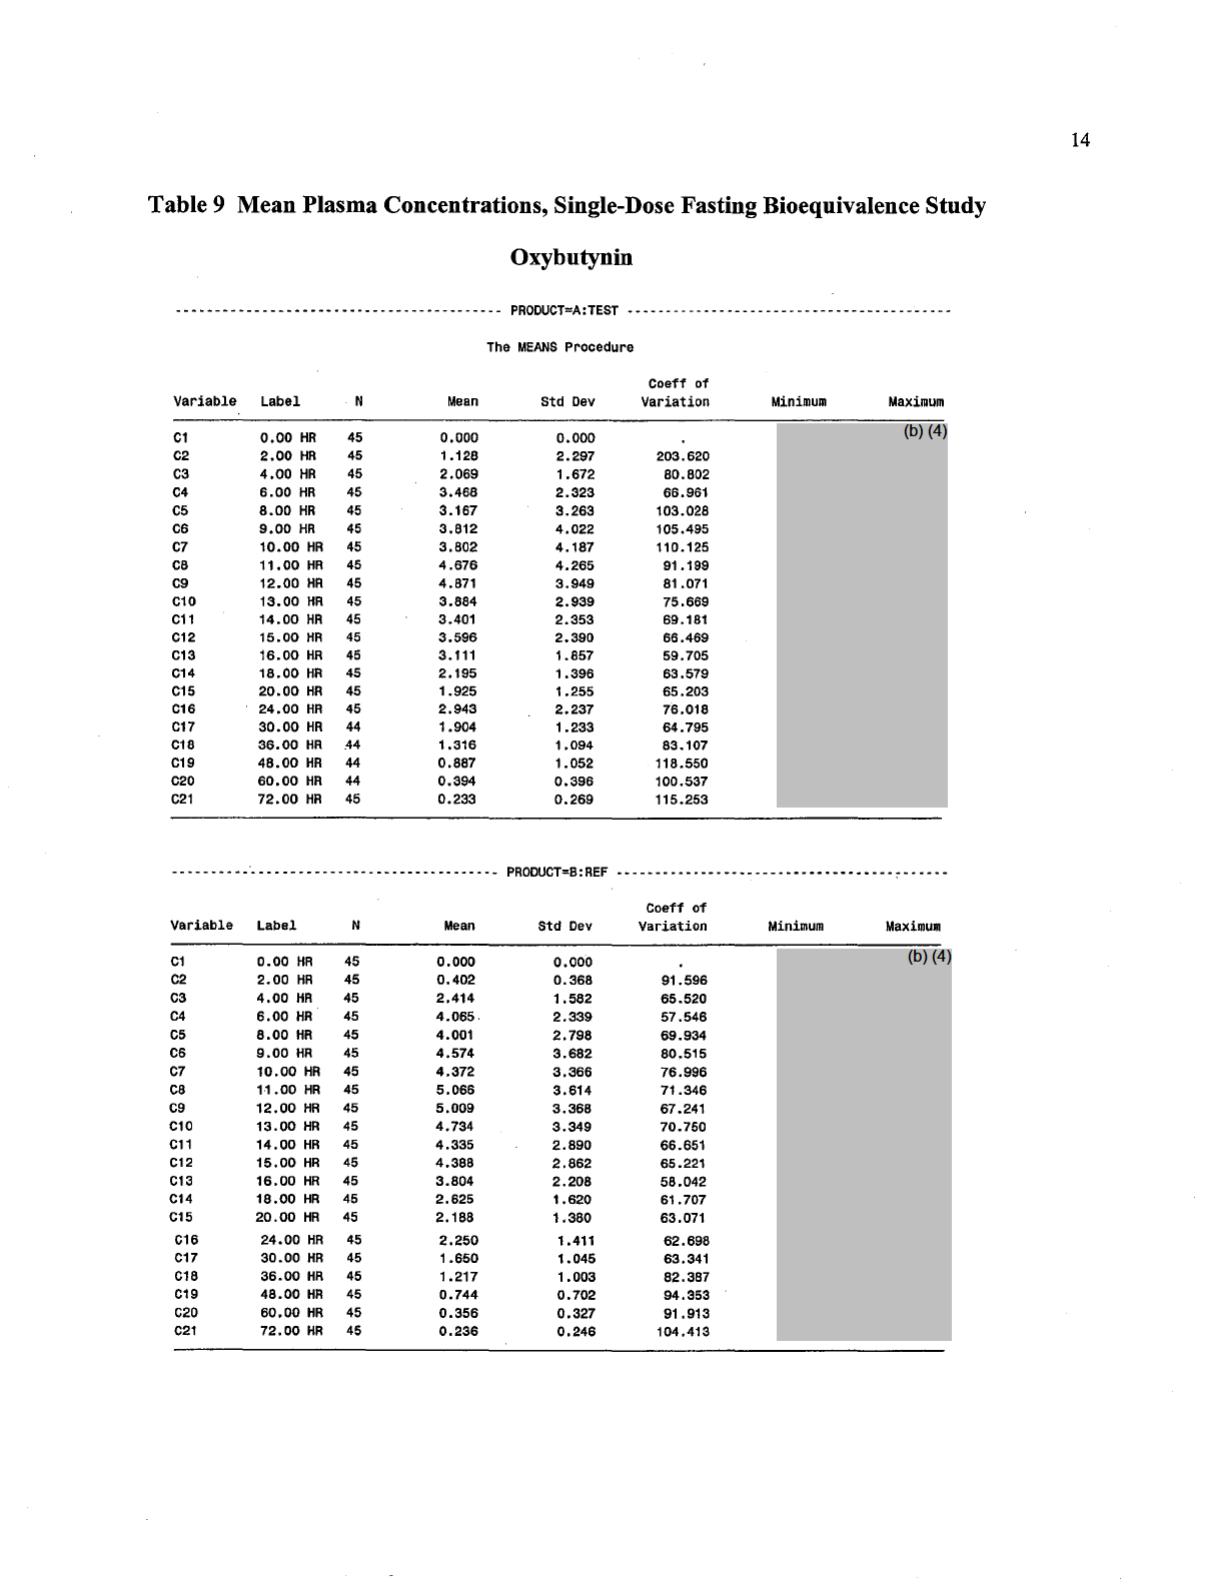 14
Table 9 Mean Plasma Concentrations, Single-Dose Fasting Bioequivalence Study
Oxybutynin
----------------------------------------- PRODUCT=A:TEST -----------------------------------------
The MEANS Procedure
Coeff of
Variable Label N Mean Std Dev Variation Minimum Maximum
(b) (4)
C1 0.00 HR 45 0.000 0.000 .
C2 2.00 HR 45 1.128 2.297 203.620
C3 4.00 HR 45 2.069 1.672 80.802
C4 6.00 HR 45 3.468 2.323 66.961
C5 8.00 HR 45 3.167 3.263 103.028
C6 9.00 HR 45 3.812 4.022 105.495
C7 10.00 HR 45 3.802 4.187 110.125
C8 11.00 HR 45 4.676 4.265 91.199
C9 12.00 HR 45 4.871 3.949 81.071
C10 13.00 HR 45 3.884 2.939 75.669
C11 14.00 HR 45 3.401 2.353 69.181
C12 15.00 HR 45 3.596 2.390 66.469
C13 16.00 HR 45 3.111 1.857 59.705
C14 18.00 HR 45 2.195 1.396 63.579
C15 20.00 HR 45 1.925 1.255 65.203
C16 24.00 HR 45 2.943 2.237 76.018
C17 30.00 HR 44 1.904 1.233 64.795
C18 36.00 HR 44 1.316 1.094 83.107
C19 48.00 HR 44 0.887 1.052 118.550
C20 60.00 HR 44 0.394 0.396 100.537
C21 72.00 HR 45 0.233 0.269 115.253
----------------------------------------- PRODUCT=B:REF -----------------------------------------
Coeff of
Variable Label N Mean Std Dev Variation Minimum Maximum
(b) (4)
C1 0.00 HR 45 0.000 0.000 .
C2 2.00 HR 45 0.402 0.368 91.596
C3 4.00 HR 45 2.414 1.582 65.520
C4 6.00 HR 45 4.065 2.339 57.546
C5 8.00 HR 45 4.001 2.798 69.934
C6 9.00 HR 45 4.574 3.682 80.515
C7 10.00 HR 45 4.372 3.366 76.996
C8 11.00 HR 45 5.066 3.614 71.346
C9 12.00 HR 45 5.009 3.368 67.241
C10 13.00 HR 45 4.734 3.349 70.750
C11 14.00 HR 45 4.335 2.890 66.651
C12 15.00 HR 45 4.388 2.862 65.221
C13 16.00 HR 45 3.804 2.208 58.042
C14 18.00 HR 45 2.625 1.620 61.707
C15 20.00 HR 45 2.188 1.380 63.071
C16 24.00 HR 45 2.250 1.411 62.698
C17 30.00 HR 45 1.650 1.045 63.341
C18 36.00 HR 45 1.217 1.003 82.387
C19 48.00 HR 45 0.744 0.702 94.353
C20 60.00 HR 45 0.356 0.327 91.913
C21 72.00 HR 45 0.236 0.246 104.413